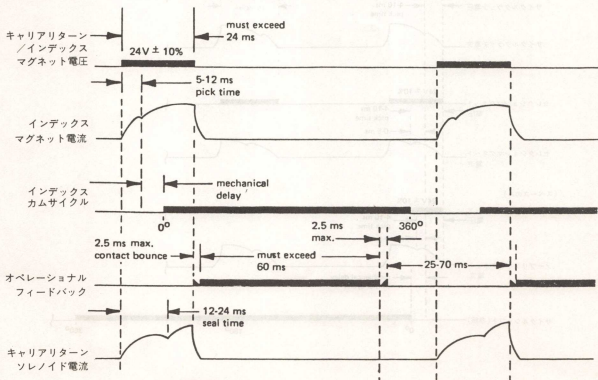 must exceed
24 ms
キャリアリターン
/インデックス
マグネット電圧
24V ± 10%
5-12 ms
pick time
インデックス
マグネット電流
mechanical
delay
インデックス
カムサイクル
0°
360°
2.5 ms max.
contact bounce
must exceed
60 ms
2.5 ms
max.
25-70 ms
オペレーショナル
フィードバック
12-24 ms
seal time
キャリアリターン
ソレノイド電流